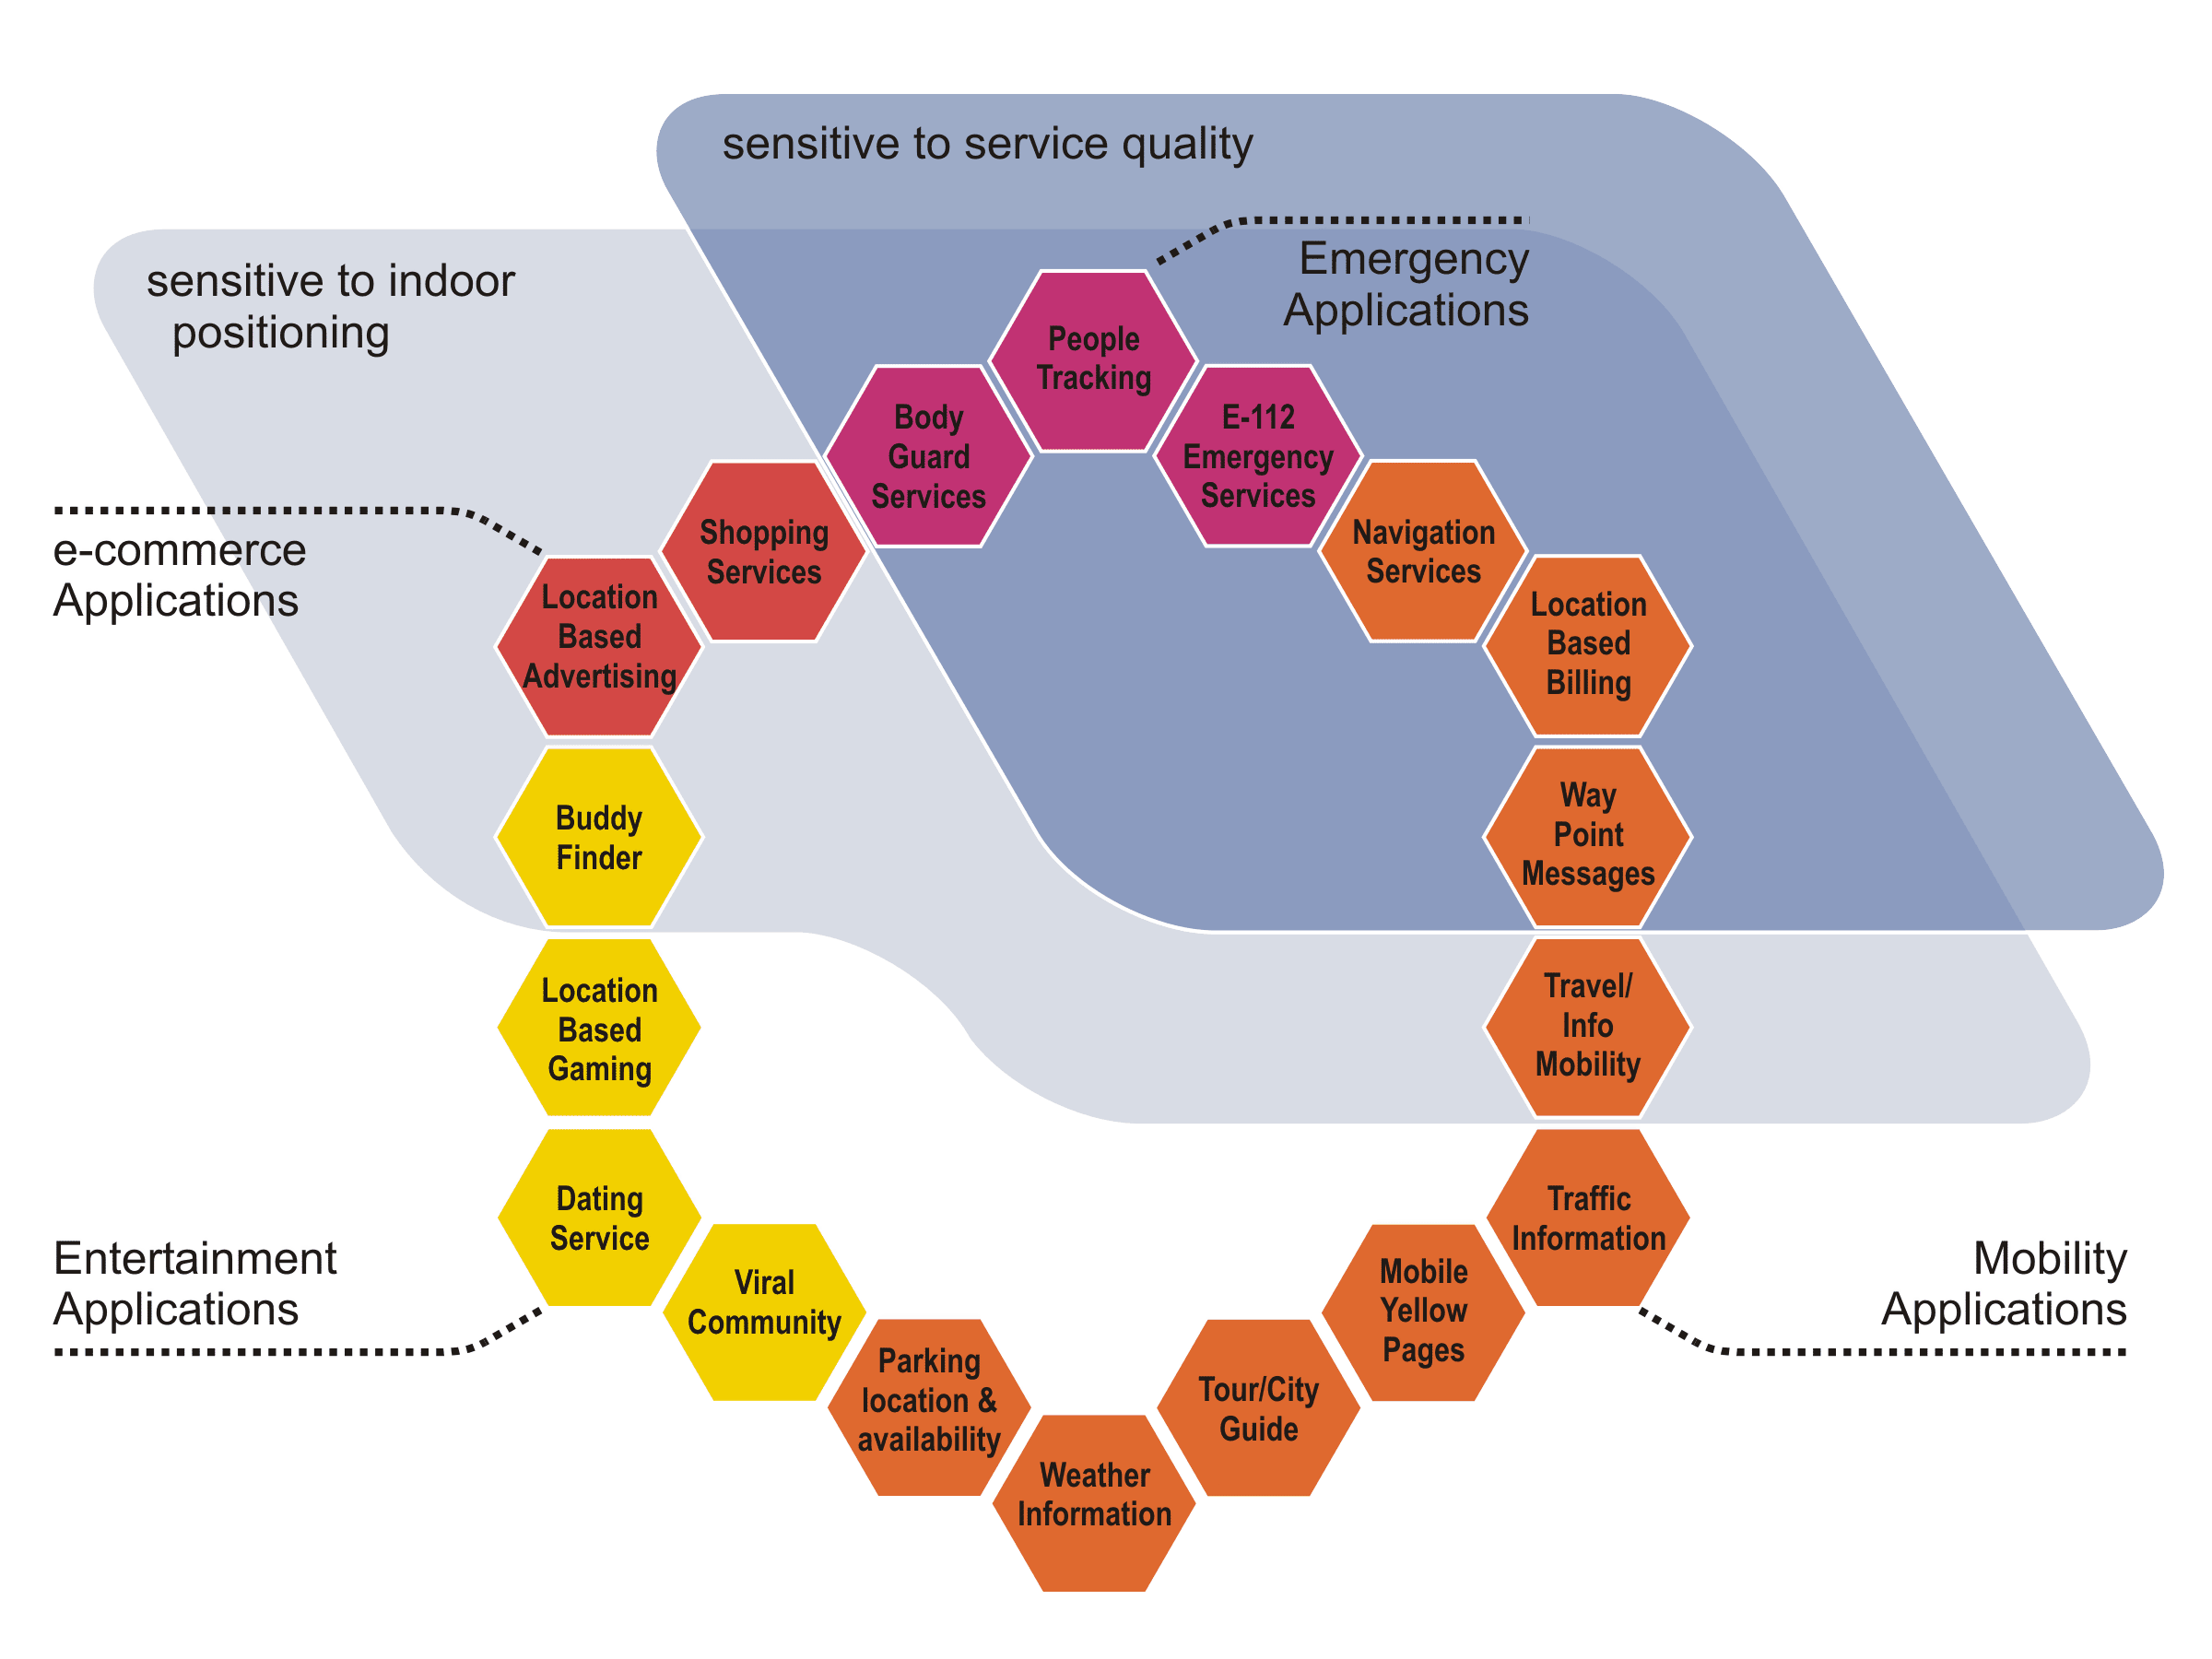 sensitive to service quality
sensitive to indoor
positioning
Emergency
Applications
People
Tracking
Body
Guard
Services
E-112
Emergency
Services
Shopping
Services
Navigation
Services
e-commerce
Applications
Location
Based
Advertising
Location
Based
Billing
Buddy
Finder
Way
Point
Messages
Location
Based
Gaming
Travel/
Info
Mobility
Dating
Service
Traffic
Information
Entertainment
Applications
Mobility
Applications
Viral
Community
Mobile
Yellow
Pages
Parking
location &
availability
Tour/City
Guide
Weather
Information